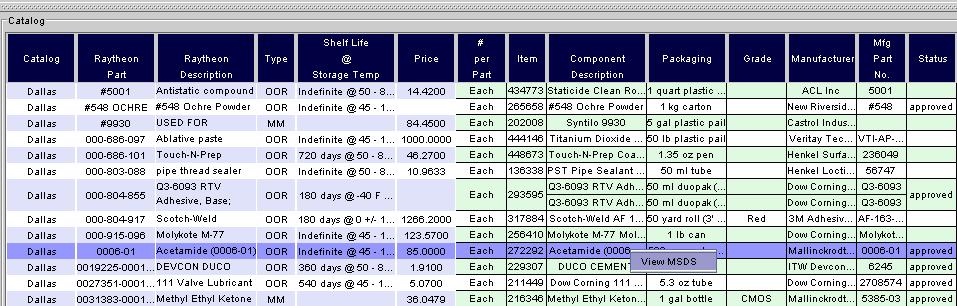 Catalog
Catalog Raytheon Part Raytheon Description Type Shelf Life @ Storage Temp Price # per Part Item Component Description Packaging Grade Manufacturer Mfg Part No. Status
Dallas #5001 Antistatic compound OOR Indefinite @ 50 - 8... 14.4200 Each 434773 Staticide Clean Ro... 1 quart plastic ... ACL Inc 5001
Dallas #548 OCHRE #548 Ochre Powder OOR Indefinite @ 45 - 1... Each 265658 #548 Ochre Powder 1 kg carton New Riversid... #548 approved
Dallas #9930 USED FOR MM 84.4500 Each 202008 Syntilo 9930 5 gal plastic pail Castrol Indus...
Dallas 000-686-097 Ablative paste OOR Indefinite @ 45 - 1... 1000.0000 Each 444146 Titanium Dioxide ... 50 lb plastic pail Veritay Tec... VTI-AP-...
Dallas 000-686-101 Touch-N-Prep OOR 720 days @ 50 - 8... 46.2700 Each 448673 Touch-N-Prep Coa... 1.35 oz pen Henkel Surfa... 236049
Dallas 000-803-088 pipe thread sealer OOR Indefinite @ 45 - 1... 10.9633 Each 136338 PST Pipe Sealant ... 50 ml tube Henkel Locti... 56747
Dallas 000-804-855 Q3-6093 RTV Adhesive, Base; OOR 180 days @ -40 F ... Each 293595 Q3-6093 RTV Adh... 50 ml duopak (... Dow Corning... Q3-6093 approved
Q3-6093 RTV Adh... 50 ml duopak (... Dow Corning... Q3-6093
Dallas 000-804-917 Scotch-Weld OOR 180 days @ 0 +/- 1... 1266.2000 Each 317884 Scotch-Weld AF 1... 50 yard roll (3' ... Red 3M Adhesiv... AF-163-... approved
Dallas 000-915-096 Molykote M-77 OOR Indefinite @ 45 - 1... 123.5700 Each 256410 Molykote M-77 Mol... 1 lb can Dow Corning... Molykot...
Dallas 0006-01 Acetamide (0006-01) OOR Indefinite @ 45 - 1... 85.0000 Each 272292 Acetamide (0006... Mallinckrodt... 0006-01 approved
View MSDS
Dallas 0019225-0001... DEVCON DUCO OOR 360 days @ 50 - 8... 1.9100 Each 229307 DUCO CEMENT ITW Devcon... 6245 approved
Dallas 0027351-0001... 111 Valve Lubricant OOR Indefinite @ 45 - 1... 5.0700 Each 211449 Dow Corning 111 ... 5.3 oz tube Dow Corning... 2708574 approved
Dallas 0031383-0001... Methyl Ethyl Ketone MM 36.0479 Each 216346 Methyl Ethyl Keton... 1 gal bottle CMOS Mallinckrodt... 5385-03 approved